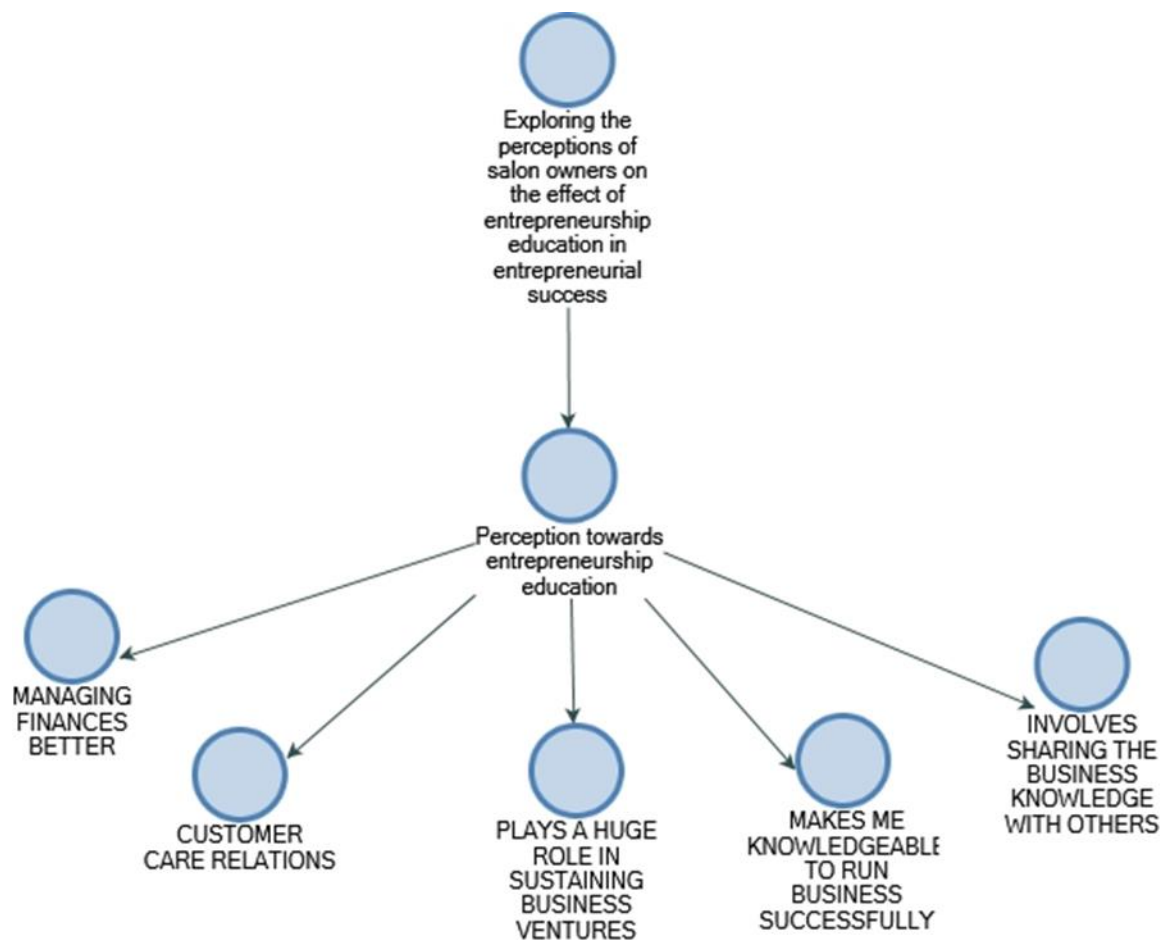 Exploring the
perceptions of
salon owners on
the effect of
entrepreneurship
education in
entrepreneurial
success
Perception towards
entrepreneurship
education
MANAGING
FINANCES
BETTER
CUSTOMER
CARE RELATIONS
PLAYS A HUGE
ROLE IN
SUSTAINING
BUSINESS
VENTURES
MAKES ME
KNOWLEDGEABLE
TO RUN
BUSINESS
SUCCESSFULLY
INVOLVES
SHARING THE
BUSINESS
KNOWLEDGE
WITH OTHERS